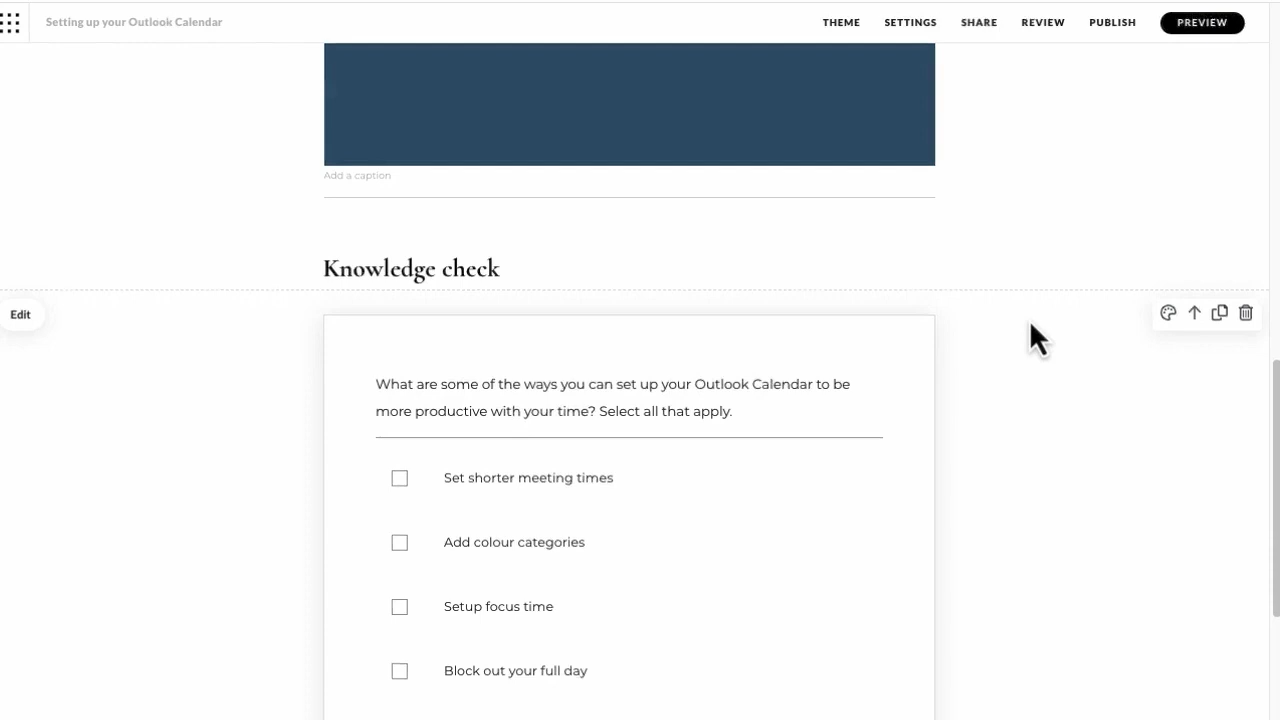 Setting up your Outlook Calendar
THEME SETTINGS SHARE REVIEW PUBLISH PREVIEW
Add a caption
Knowledge check
Edit
What are some of the ways you can set up your Outlook Calendar to be
more productive with your time? Select all that apply.
Set shorter meeting times
Add colour categories
Setup focus time
Block out your full day